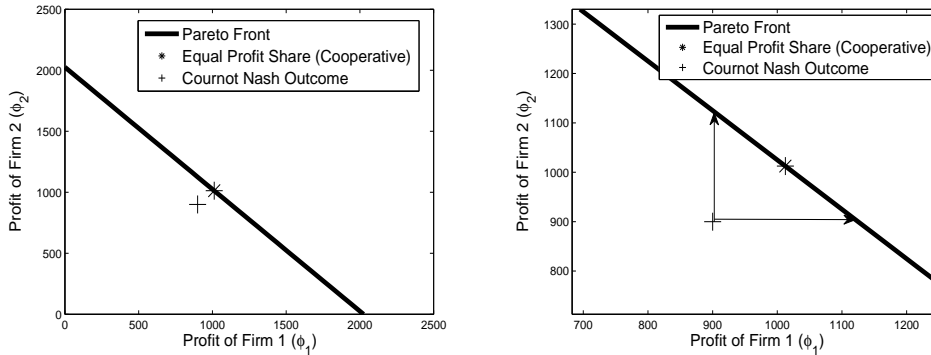 Pareto Front
Equal Profit Share (Cooperative)
Cournot Nash Outcome
Profit of Firm 2 (ϕ2)
2500
2000
1500
1000
500
0
0 500 1000 1500 2000 2500
Profit of Firm 1 (ϕ1)
Pareto Front
Equal Profit Share (Cooperative)
Cournot Nash Outcome
Profit of Firm 2 (ϕ2)
1300
1200
1100
1000
900
800
700 800 900 1000 1100 1200
Profit of Firm 1 (ϕ1)